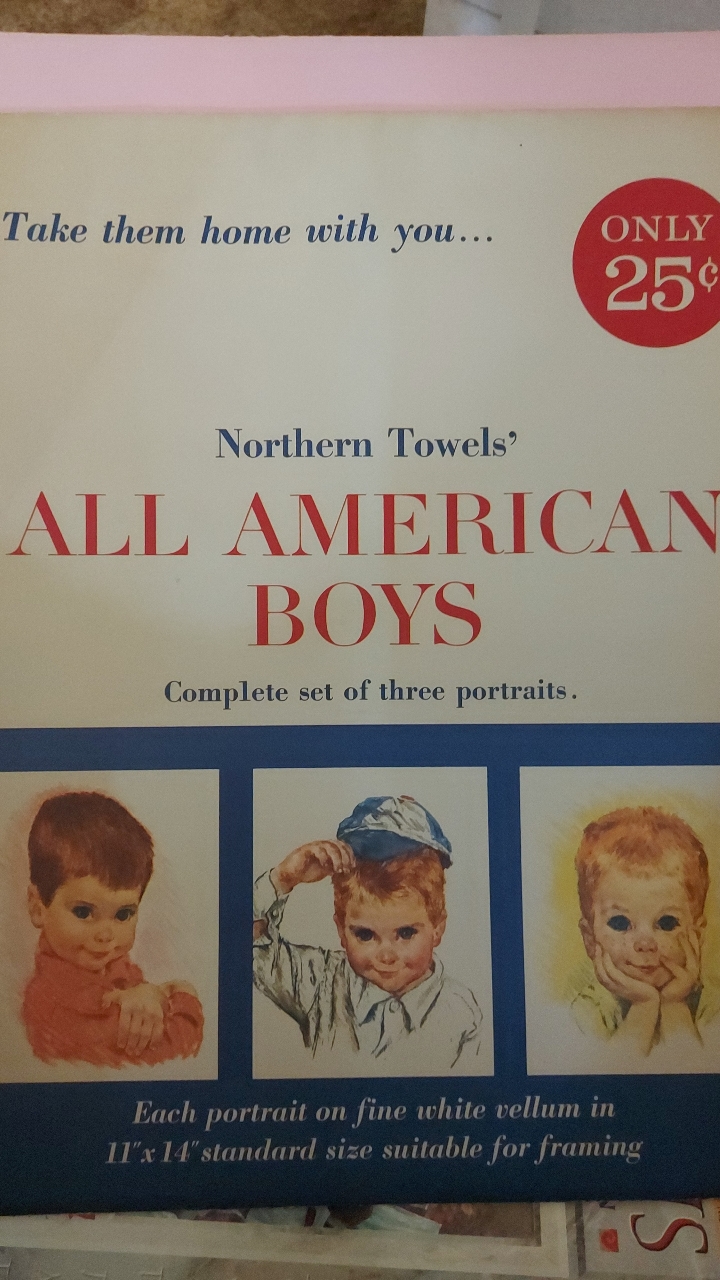 Take them home with you...
ONLY
25¢
Northern Towels’
ALL AMERICAN
BOYS
Complete set of three portraits.
Each portrait on fine white vellum in
11"x 14" standard size suitable for framing